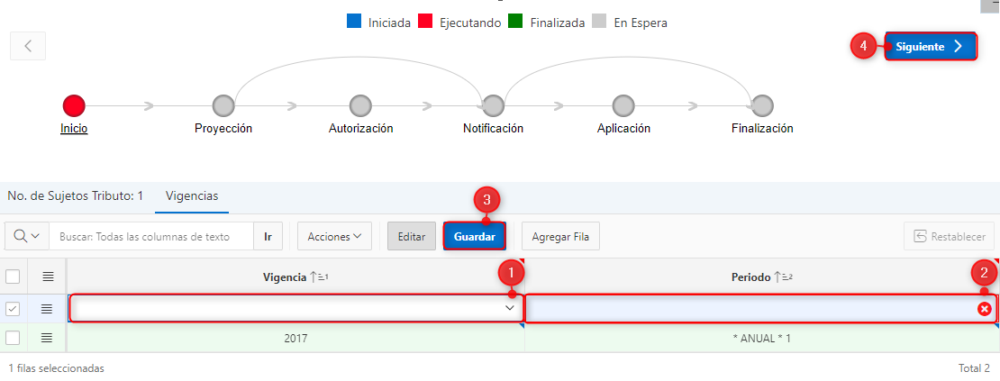 Iniciada Ejecutando Finalizada En Espera
4 Siguiente
Inicio Proyección Autorización Notificación Aplicación Finalización
No. de Sujetos Tributo: 1 Vigencias
3
Buscar: Todas las columnas de texto Ir Acciones Editar Guardar Agregar Fila Restablecer
1 2
Vigencia 1 Periodo 2
2017 * ANUAL * 1
1 filas seleccionadas Total 2